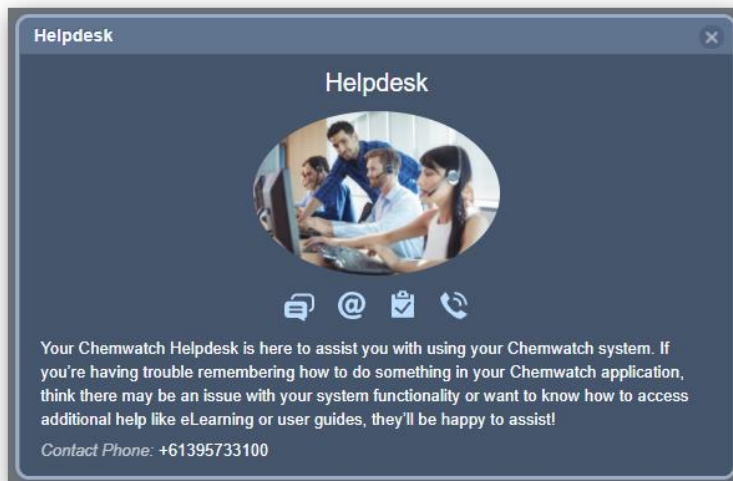 Helpdesk
Helpdesk
Your Chemwatch Helpdesk is here to assist you with using your Chemwatch system. If
you're having trouble remembering how to do something in your Chemwatch application,
think there may be an issue with your system functionality or want to know how to access
additional help like eLearning or user guides, they'll be happy to assist!
Contact Phone: +61395733100